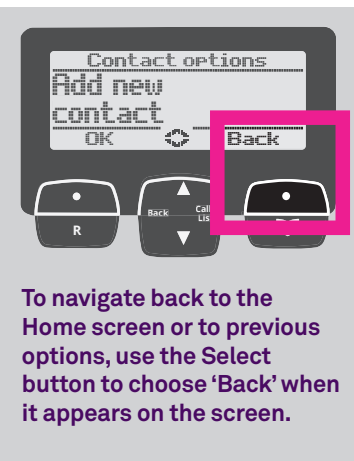 Contact options
Add new
contact
OK Back
Back Call
R Lis
To navigate back to the
Home screen or to previous
options, use the Select
button to choose ‘Back’ when
it appears on the screen.